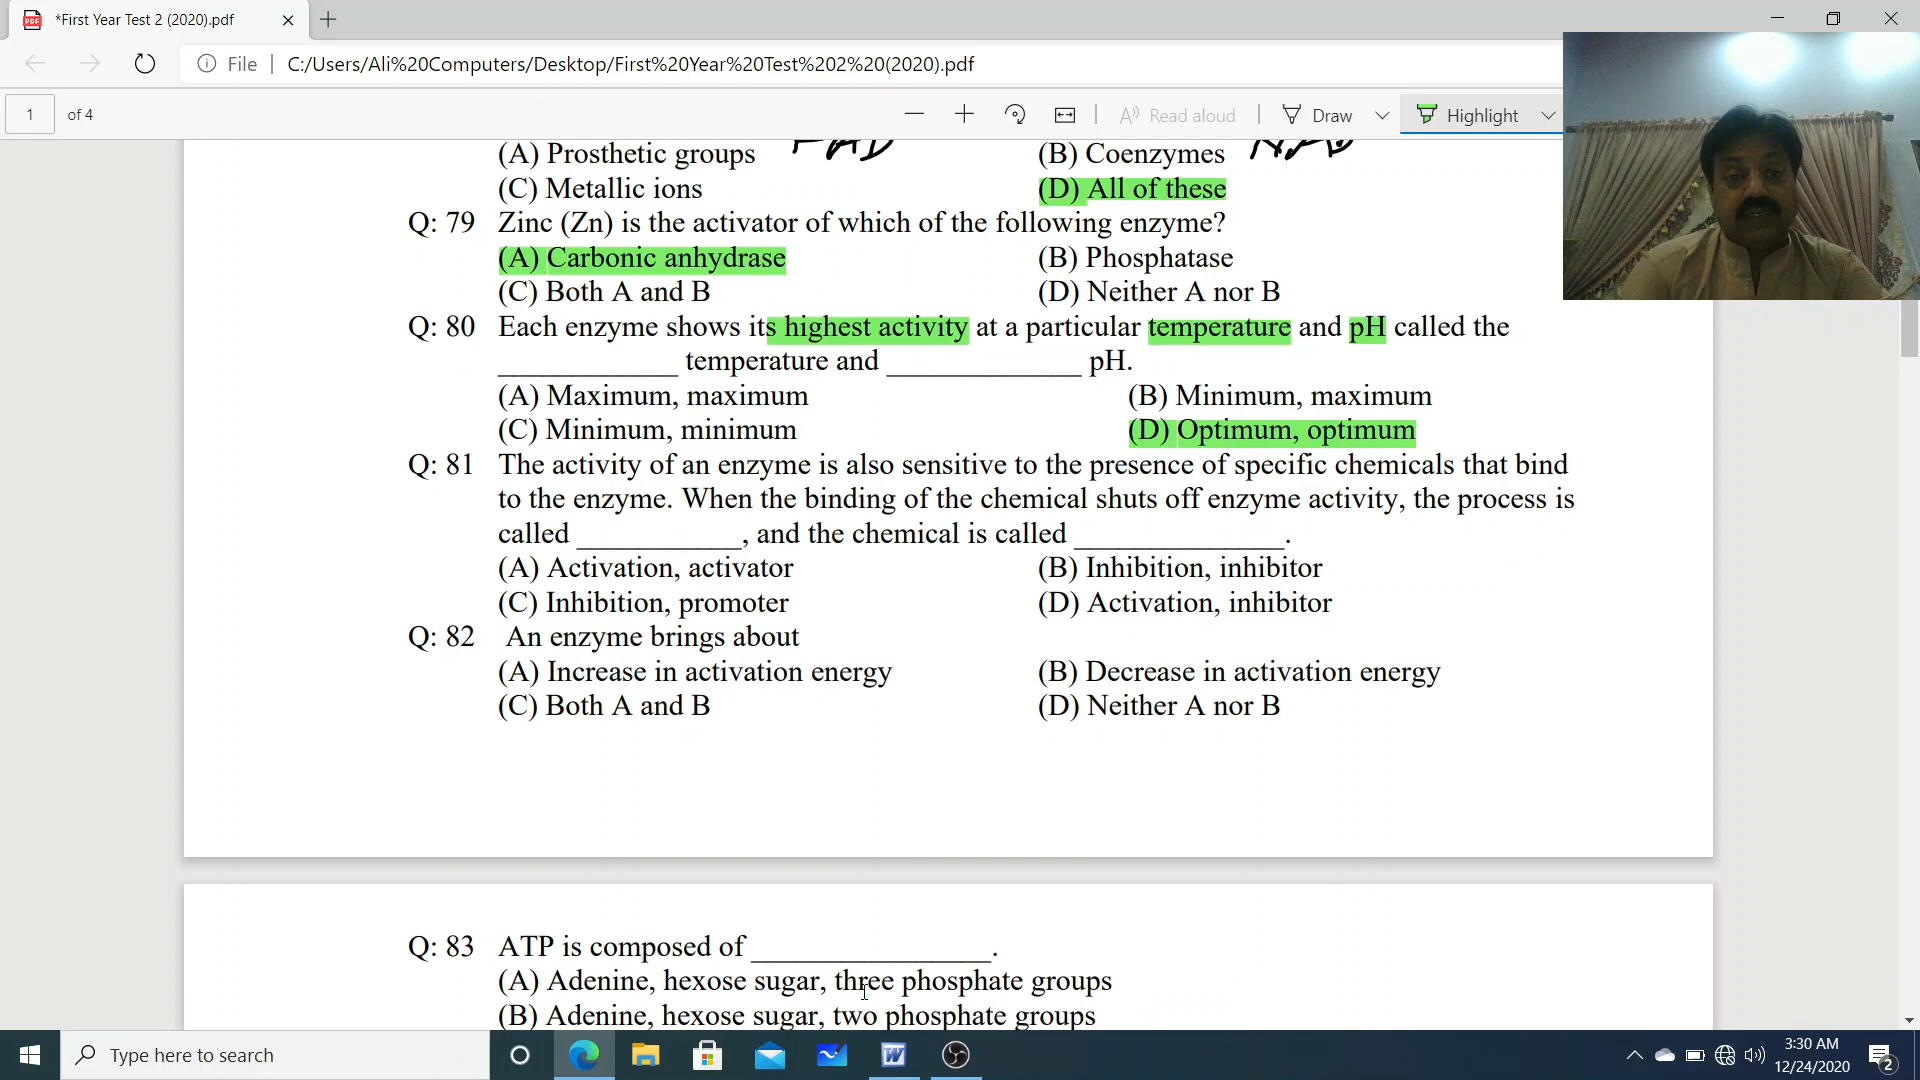 *First Year Test 2 (2020).pdf
File | C:/Users/Ali%20Computers/Desktop/First%20Year%20Test%202%20(2020).pdf
1 of 4 Read aloud Draw Highlight
(A) Prosthetic groups FAD (B) Coenzymes NAD
(C) Metallic ions (D) All of these
Q: 79 Zinc (Zn) is the activator of which of the following enzyme?
(A) Carbonic anhydrase (B) Phosphatase
(C) Both A and B (D) Neither A nor B
Q: 80 Each enzyme shows its highest activity at a particular temperature and pH called the
____________ temperature and _____________ pH.
(A) Maximum, maximum (B) Minimum, maximum
(C) Minimum, minimum (D) Optimum, optimum
Q: 81 The activity of an enzyme is also sensitive to the presence of specific chemicals that bind
to the enzyme. When the binding of the chemical shuts off enzyme activity, the process is
called ___________, and the chemical is called ______________.
(A) Activation, activator (B) Inhibition, inhibitor
(C) Inhibition, promoter (D) Activation, inhibitor
Q: 82 An enzyme brings about
(A) Increase in activation energy (B) Decrease in activation energy
(C) Both A and B (D) Neither A nor B
Q: 83 ATP is composed of ________________.
(A) Adenine, hexose sugar, three phosphate groups
(B) Adenine, hexose sugar, two phosphate groups
Type here to search
3:30 AM
12/24/2020
2